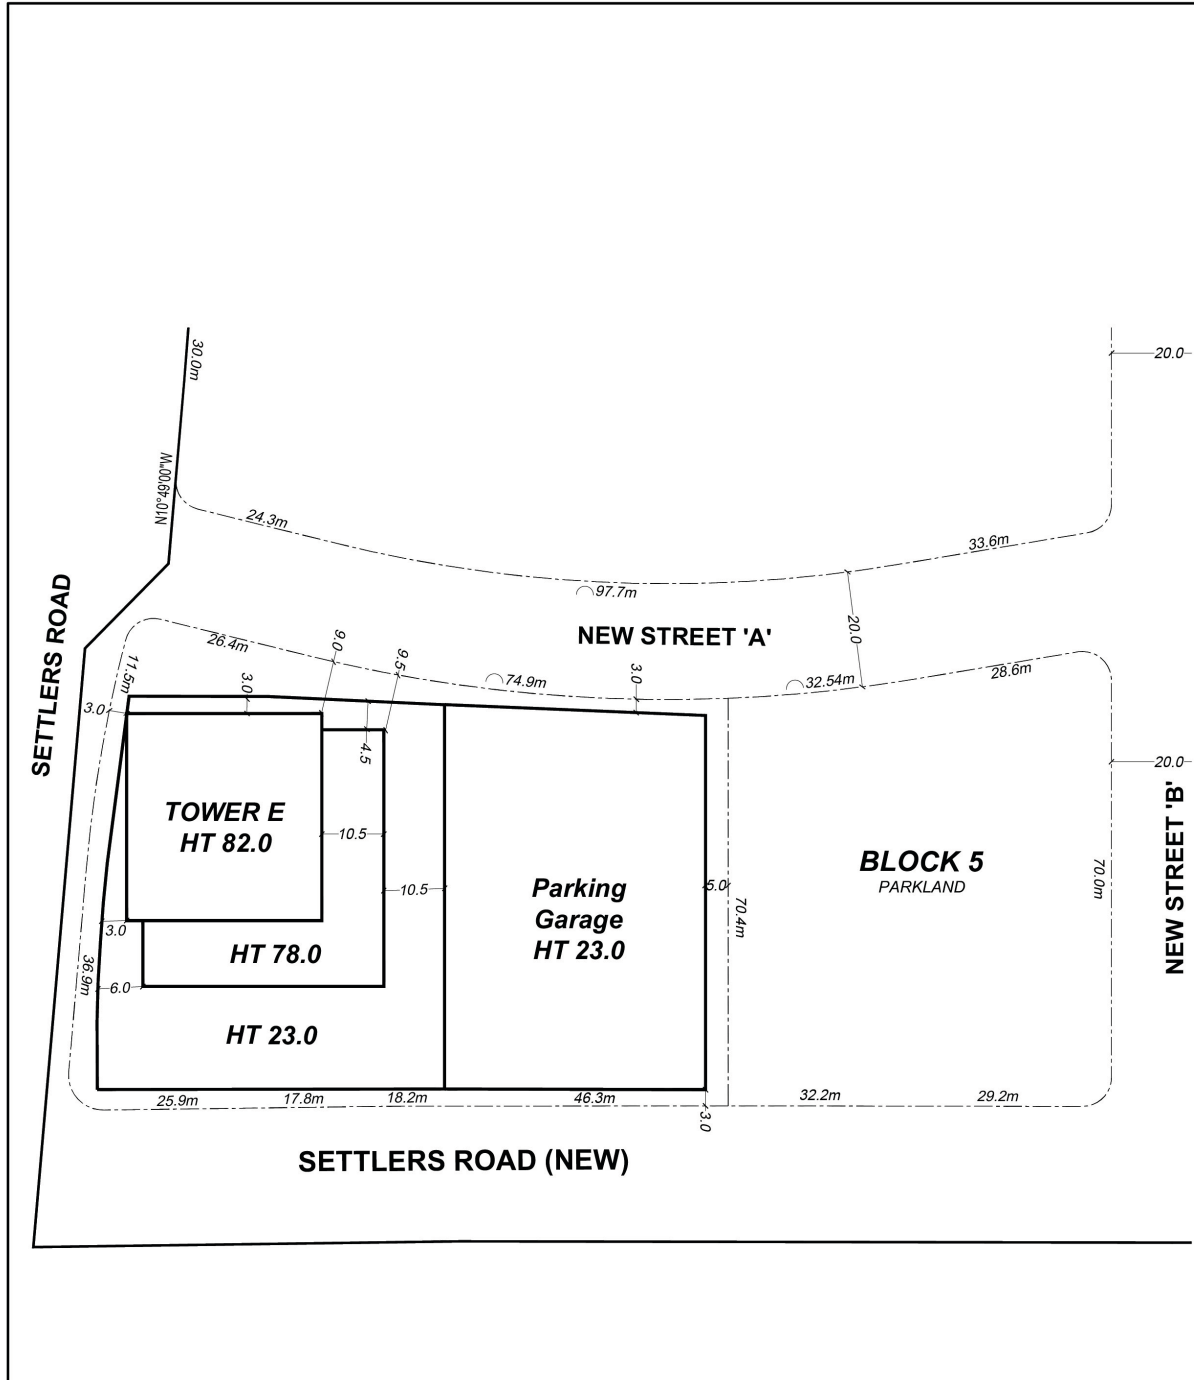 30.0m
20.0
N10°49'00"W
24.3m
33.6m
97.7m
SETTLERS ROAD
NEW STREET 'A'
20.0
26.4m
9.0
9.5
11.5m
3.0
74.9m
3.0
32.54m
28.6m
3.0
4.5
20.0
TOWER E
HT 82.0
10.5
10.5
Parking
Garage
HT 23.0
5.0
70.4m
BLOCK 5
PARKLAND
70.0m
NEW STREET 'B'
3.0
HT 78.0
36.9m
6.0
HT 23.0
25.9m
17.8m
18.2m
46.3m
3.0
32.2m
29.2m
SETTLERS ROAD (NEW)